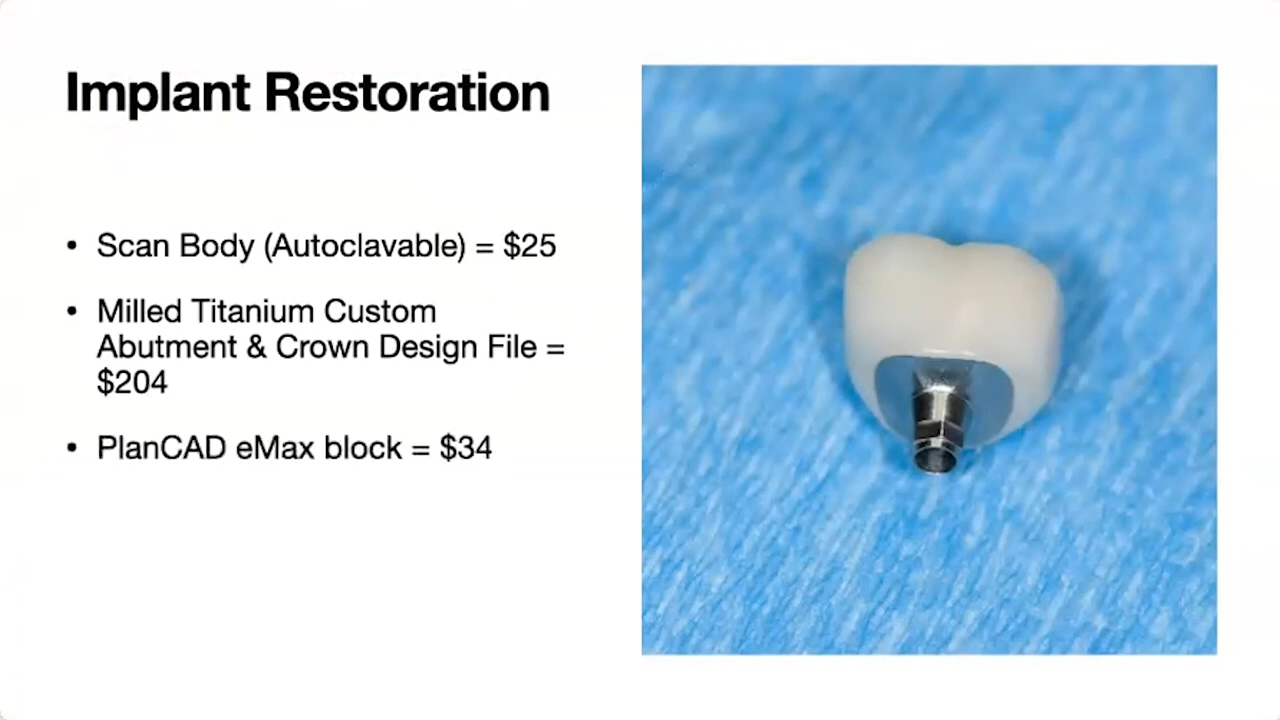 Implant Restoration
• Scan Body (Autoclavable) = $25
• Milled Titanium Custom
Abutment & Crown Design File =
$204
• PlanCAD eMax block = $34